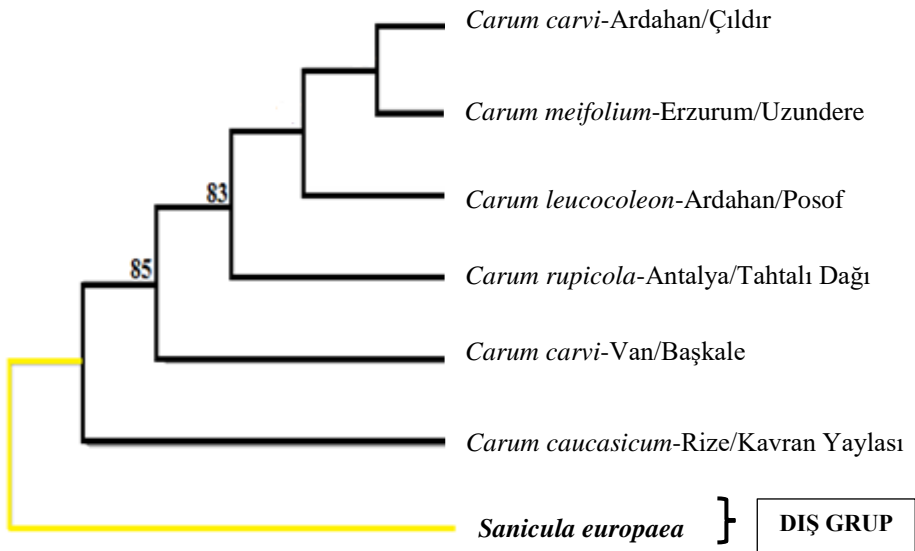 Carum carvi-Ardahan/Çıldır
Carum meifolium-Erzurum/Uzundere
83
Carum leucocoleon-Ardahan/Posof
85
Carum rupicola-Antalya/Tahtalı Dağı
Carum carvi-Van/Başkale
Carum caucasicum-Rize/Kavran Yaylası
Sanicula europaea } DIŞ GRUP